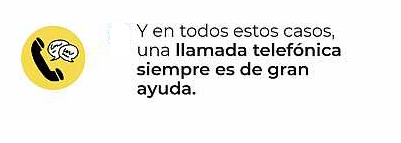 Y en todos estos casos,
una llamada telefónica
siempre es de gran
ayuda.